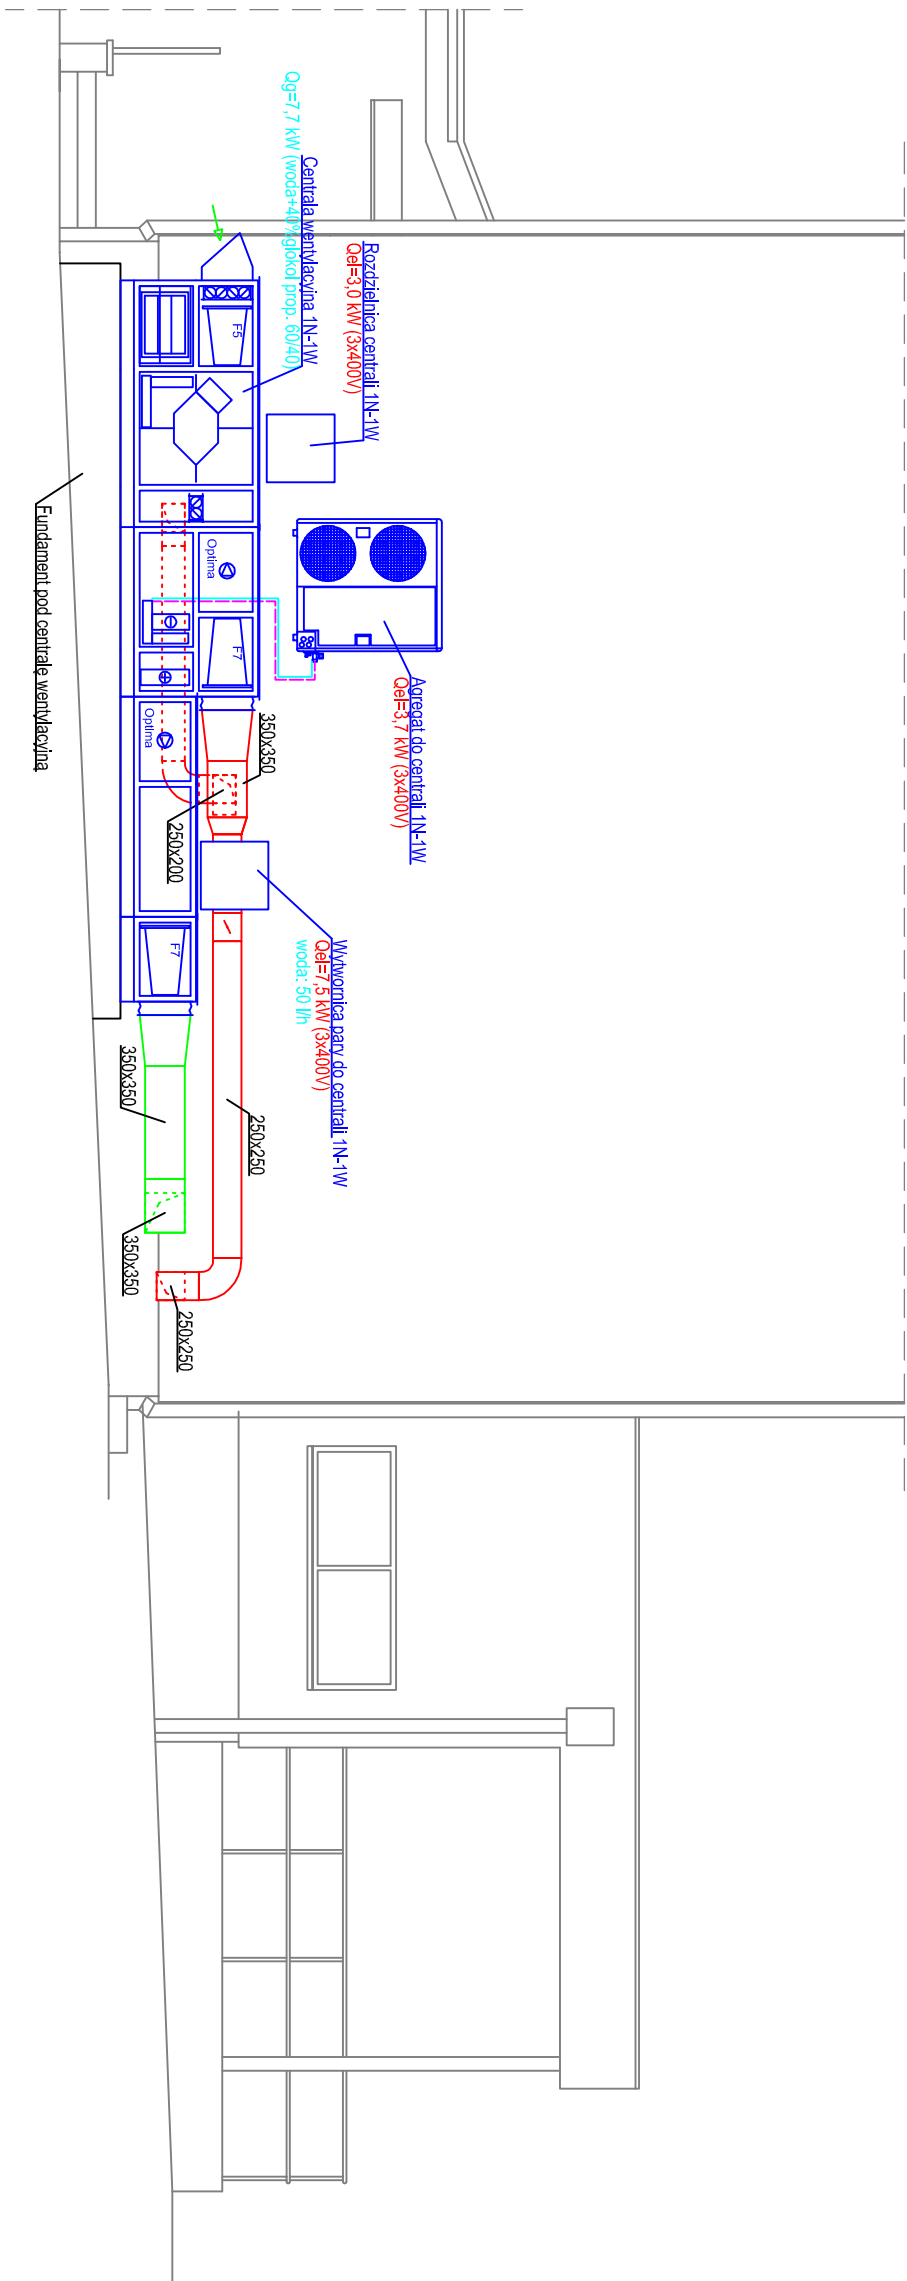 Qg=7,7 kW (woda+40%glokol prop. 60/40)
Centrala wentylacyjna 1N-1W
Rozdzielnica centrali 1N-1W
Qel=3,0 kW (3x400V)
Agregat do centrali 1N-1W
Qel=3,7 kW (3x400V)
Wytwornica pary do centrali 1N-1W
Qel=7,5 kW (3x400V)
woda: 50 l/h
F5
Optima
F7
Optima
F7
350x350
250x200
250x250
350x350
350x350
250x250
Fundament pod centralę wentylacyjna